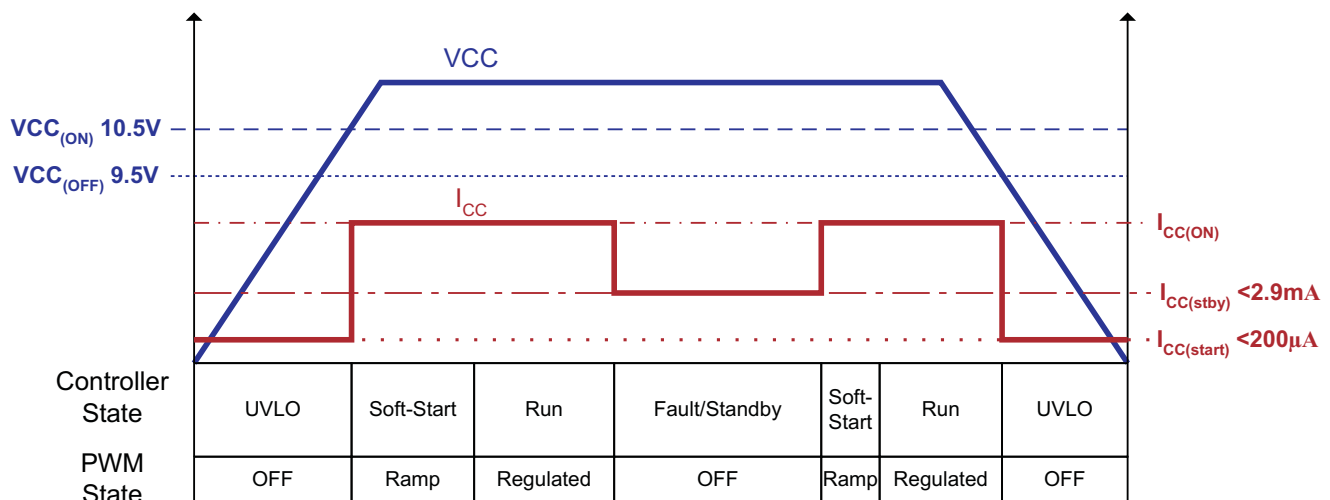 VCC
VCC(ON) 10.5V
VCC(OFF) 9.5V
ICC
ICC(ON)
ICC(stby) <2.9mA
ICC(start) <200µA
Controller
State
UVLO
Soft-Start
Run
Fault/Standby
Soft-
Start
Run
UVLO
PWM
State
OFF
Ramp
Regulated
OFF
Ramp
Regulated
OFF